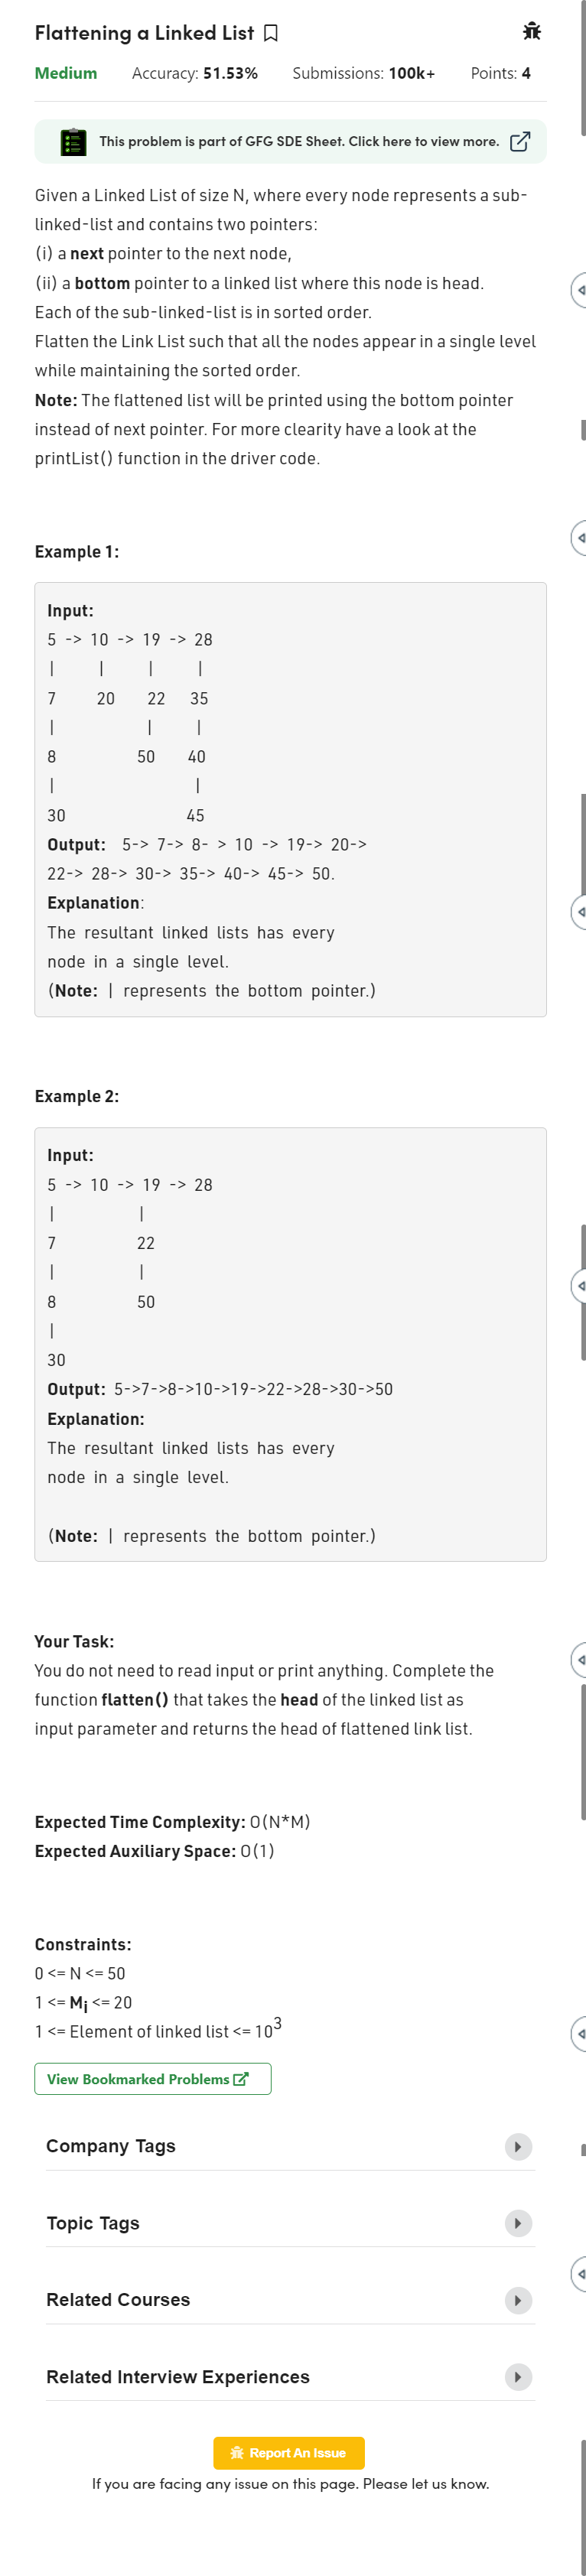 Flattening a Linked List
Medium Accuracy: 51.53% Submissions: 100k+ Points: 4
This problem is part of GFG SDE Sheet. Click here to view more.
Given a Linked List of size N, where every node represents a sub-
linked-list and contains two pointers:
(i) a next pointer to the next node,
(ii) a bottom pointer to a linked list where this node is head.
Each of the sub-linked-list is in sorted order.
Flatten the Link List such that all the nodes appear in a single level
while maintaining the sorted order.
Note: The flattened list will be printed using the bottom pointer
instead of next pointer. For more clearity have a look at the
printList() function in the driver code.
Example 1:
Input:
5 -> 10 -> 19 -> 28
| | | |
7 20 22 35
| | |
8 50 40
| |
30 45
Output: 5-> 7-> 8- > 10 -> 19-> 20->
22-> 28-> 30-> 35-> 40-> 45-> 50.
Explanation:
The resultant linked lists has every
node in a single level.
(Note: | represents the bottom pointer.)
Example 2:
Input:
5 -> 10 -> 19 -> 28
| |
7 22
| |
8 50
|
30
Output: 5->7->8->10->19->22->28->30->50
Explanation:
The resultant linked lists has every
node in a single level.
(Note: | represents the bottom pointer.)
Your Task:
You do not need to read input or print anything. Complete the
function flatten() that takes the head of the linked list as
input parameter and returns the head of flattened link list.
Expected Time Complexity: O(N*M)
Expected Auxiliary Space: O(1)
Constraints:
0 <= N <= 50
1 <= Mi <= 20
1 <= Element of linked list <= 10³
View Bookmarked Problems
Company Tags
Topic Tags
Related Courses
Related Interview Experiences
Report An Issue
If you are facing any issue on this page. Please let us know.